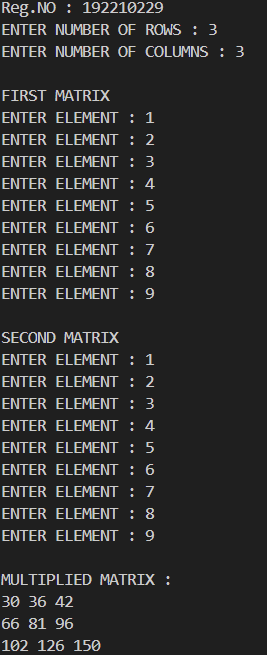 Reg.NO : 192210229
ENTER NUMBER OF ROWS : 3
ENTER NUMBER OF COLUMNS : 3
FIRST MATRIX
ENTER ELEMENT : 1
ENTER ELEMENT : 2
ENTER ELEMENT : 3
ENTER ELEMENT : 4
ENTER ELEMENT : 5
ENTER ELEMENT : 6
ENTER ELEMENT : 7
ENTER ELEMENT : 8
ENTER ELEMENT : 9
SECOND MATRIX
ENTER ELEMENT : 1
ENTER ELEMENT : 2
ENTER ELEMENT : 3
ENTER ELEMENT : 4
ENTER ELEMENT : 5
ENTER ELEMENT : 6
ENTER ELEMENT : 7
ENTER ELEMENT : 8
ENTER ELEMENT : 9
MULTIPLIED MATRIX :
30 36 42
66 81 96
102 126 150